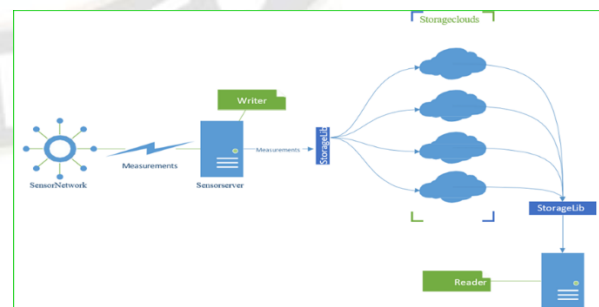 Storageclouds
Writer
Measurements
StorageLib
Measurements
SensorNetwork
Sensorserver
StorageLib
Reader